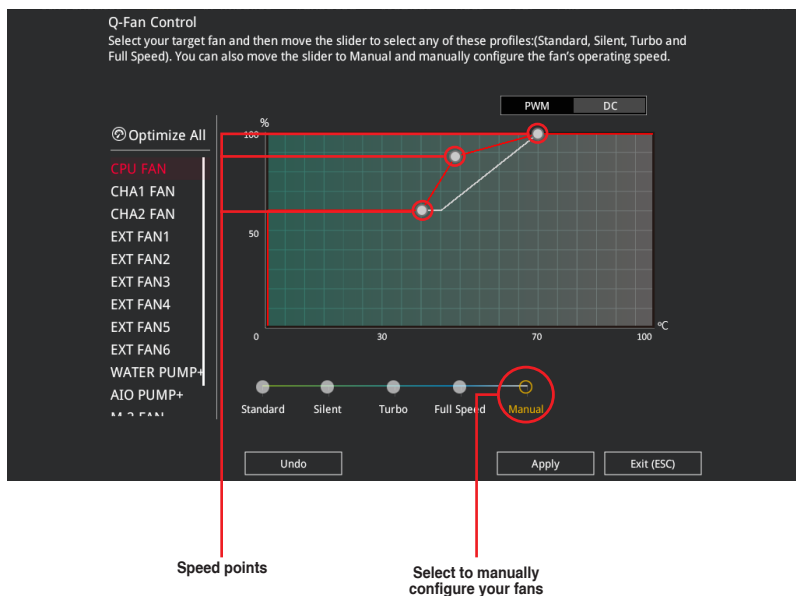 Q-Fan Control
Select your target fan and then move the slider to select any of these profiles:(Standard, Silent, Turbo and
Full Speed). You can also move the slider to Manual and manually configure the fan's operating speed.
PWM DC
%
Optimize All
100
CPU FAN
CHA1 FAN
CHA2 FAN
EXT FAN1
50
EXT FAN2
EXT FAN3
EXT FAN4
EXT FAN5
EXT FAN6
WATER PUMP+
AIO PUMP+
M.2 FAN
°C
0 30 70 100
Standard Silent Turbo Full Speed Manual
Undo Apply Exit (ESC)
Speed points
Select to manually
configure your fans